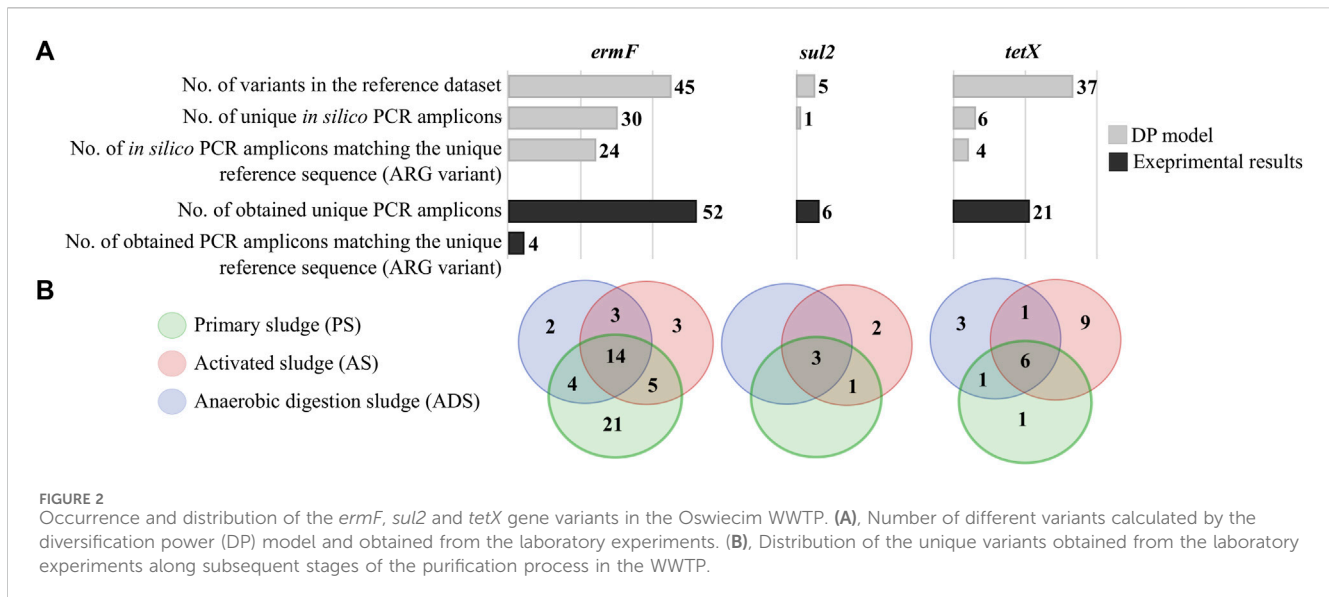 A
ermF sul2 tetX
No. of variants in the reference dataset 45 5 37
No. of unique in silico PCR amplicons 30 1 6
No. of in silico PCR amplicons matching the unique
reference sequence (ARG variant) 24 4
No. of obtained unique PCR amplicons 52 6 21
No. of obtained PCR amplicons matching the unique
reference sequence (ARG variant) 4
DP model
Exeprimental results
B
Primary sludge (PS)
Activated sludge (AS)
Anaerobic digestion sludge (ADS)
2 3 3
14
4 5
21
2
3
1
3 1 9
6
1
1
FIGURE 2
Occurrence and distribution of the ermF, sul2 and tetX gene variants in the Oswiecim WWTP. (A), Number of different variants calculated by the
diversification power (DP) model and obtained from the laboratory experiments. (B), Distribution of the unique variants obtained from the laboratory
experiments along subsequent stages of the purification process in the WWTP.